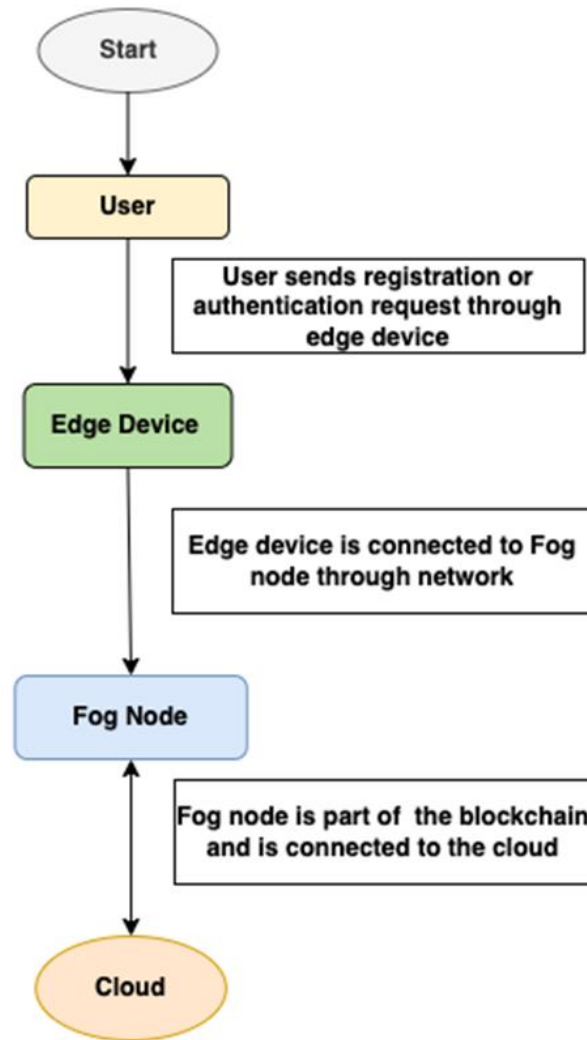 Start
User
User sends registration or
authentication request through
edge device
Edge Device
Edge device is connected to Fog
node through network
Fog Node
Fog node is part of the blockchain
and is connected to the cloud
Cloud